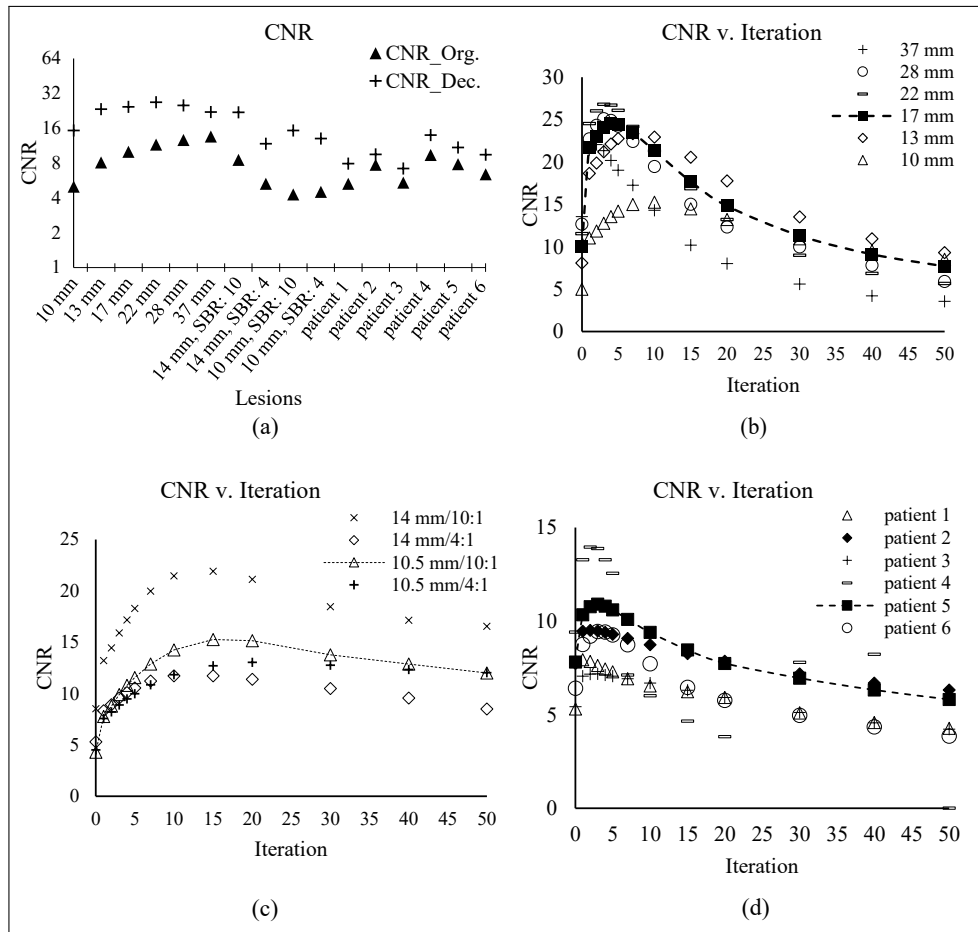 CNR
CNR_Org.
CNR_Dec.
64
32
16
8
4
2
1
CNR
10 mm
13 mm
17 mm
22 mm
28 mm
37 mm
14 mm, SBR: 10
14 mm, SBR: 4
10 mm, SBR: 10
10 mm, SBR: 4
patient 1
patient 2
patient 3
patient 4
patient 5
patient 6
Lesions
(a)
CNR v. Iteration
37 mm
28 mm
22 mm
17 mm
13 mm
10 mm
30
25
20
15
10
5
0
CNR
0 5 10 15 20 25 30 35 40 45 50
Iteration
(b)
CNR v. Iteration
14 mm/10:1
14 mm/4:1
10.5 mm/10:1
10.5 mm/4:1
25
20
15
10
5
0
CNR
0 5 10 15 20 25 30 35 40 45 50
Iteration
(c)
CNR v. Iteration
patient 1
patient 2
patient 3
patient 4
patient 5
patient 6
15
10
5
0
CNR
0 5 10 15 20 25 30 35 40 45 50
Iteration
(d)